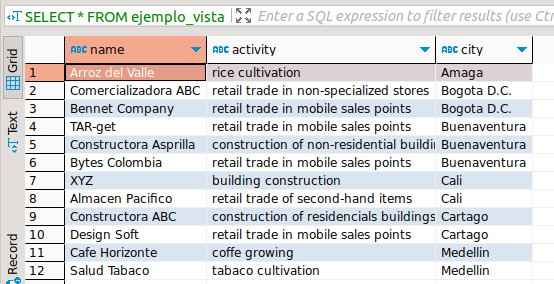 SELECT * FROM ejemplo_vista Enter a SQL expression to filter results (use Ctr
Grid
Text
Record
ABC name ABC activity ABC city
1 Arroz del Valle rice cultivation Amaga
2 Comercializadora ABC retail trade in non-specialized stores Bogota D.C.
3 Bennet Company retail trade in mobile sales points Bogota D.C.
4 TAR-get retail trade in mobile sales points Buenaventura
5 Constructora Asprilla construction of non-residential buildin Buenaventura
6 Bytes Colombia retail trade in mobile sales points Buenaventura
7 XYZ building construction Cali
8 Almacen Pacifico retail trade of second-hand items Cali
9 Constructora ABC construction of residencials buildings Cartago
10 Design Soft retail trade in mobile sales points Cartago
11 Cafe Horizonte coffe growing Medellin
12 Salud Tabaco tabaco cultivation Medellin